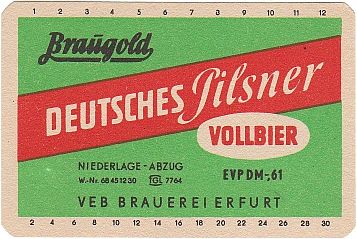 1 2 3 4 5 6 7 8 9 10 11 12
Braugold
DEUTSCHES Pilsner
VOLLBIER
NIEDERLAGE-ABZUG
W.-Nr. 68451230 FGL 7764
EVP DM-,61
VEB BRAUEREI ERFURT
2 4 6 8 10 12 14 16 18 20 22 24 26 28 30